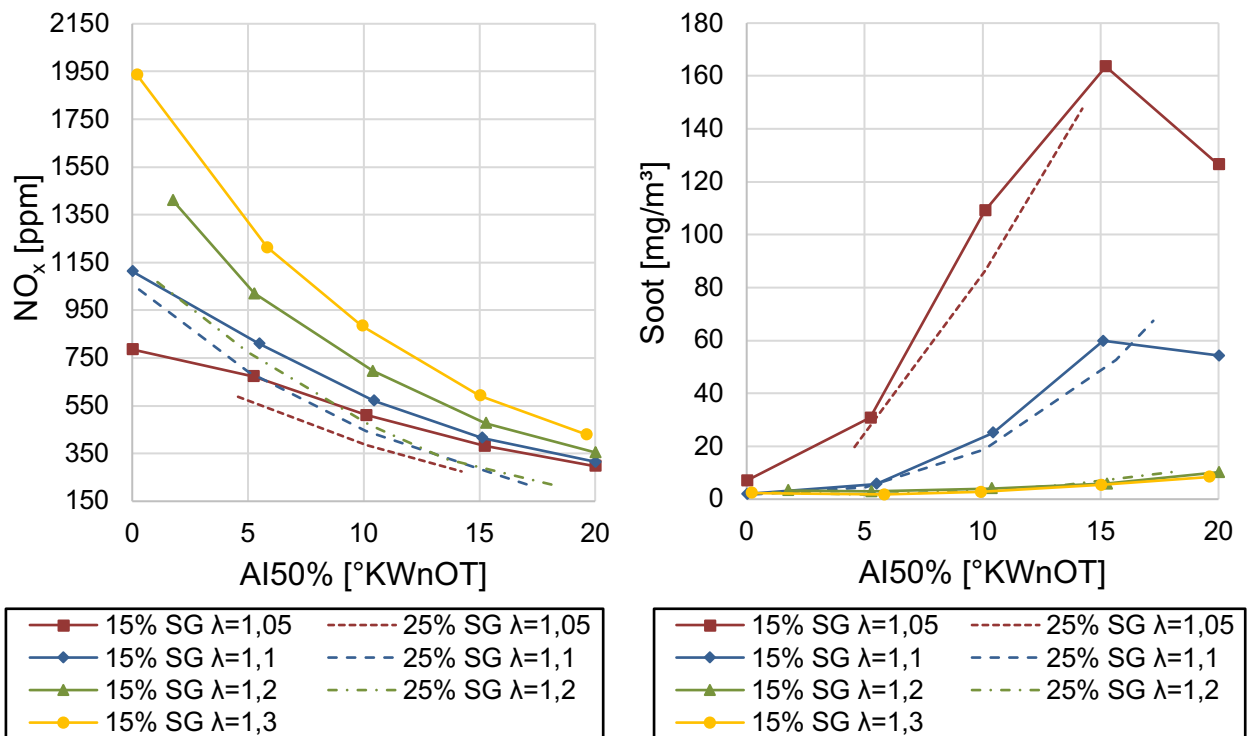 2150
1950
1750
1550
1350
1150
950
750
550
350
150
NOx [ppm]
0 5 10 15 20
AI50% [°KWnOT]
15% SG λ=1,05 25% SG λ=1,05
15% SG λ=1,1 25% SG λ=1,1
15% SG λ=1,2 25% SG λ=1,2
15% SG λ=1,3
180
160
140
120
100
80
60
40
20
0
Soot [mg/m³]
0 5 10 15 20
AI50% [°KWnOT]
15% SG λ=1,05 25% SG λ=1,05
15% SG λ=1,1 25% SG λ=1,1
15% SG λ=1,2 25% SG λ=1,2
15% SG λ=1,3